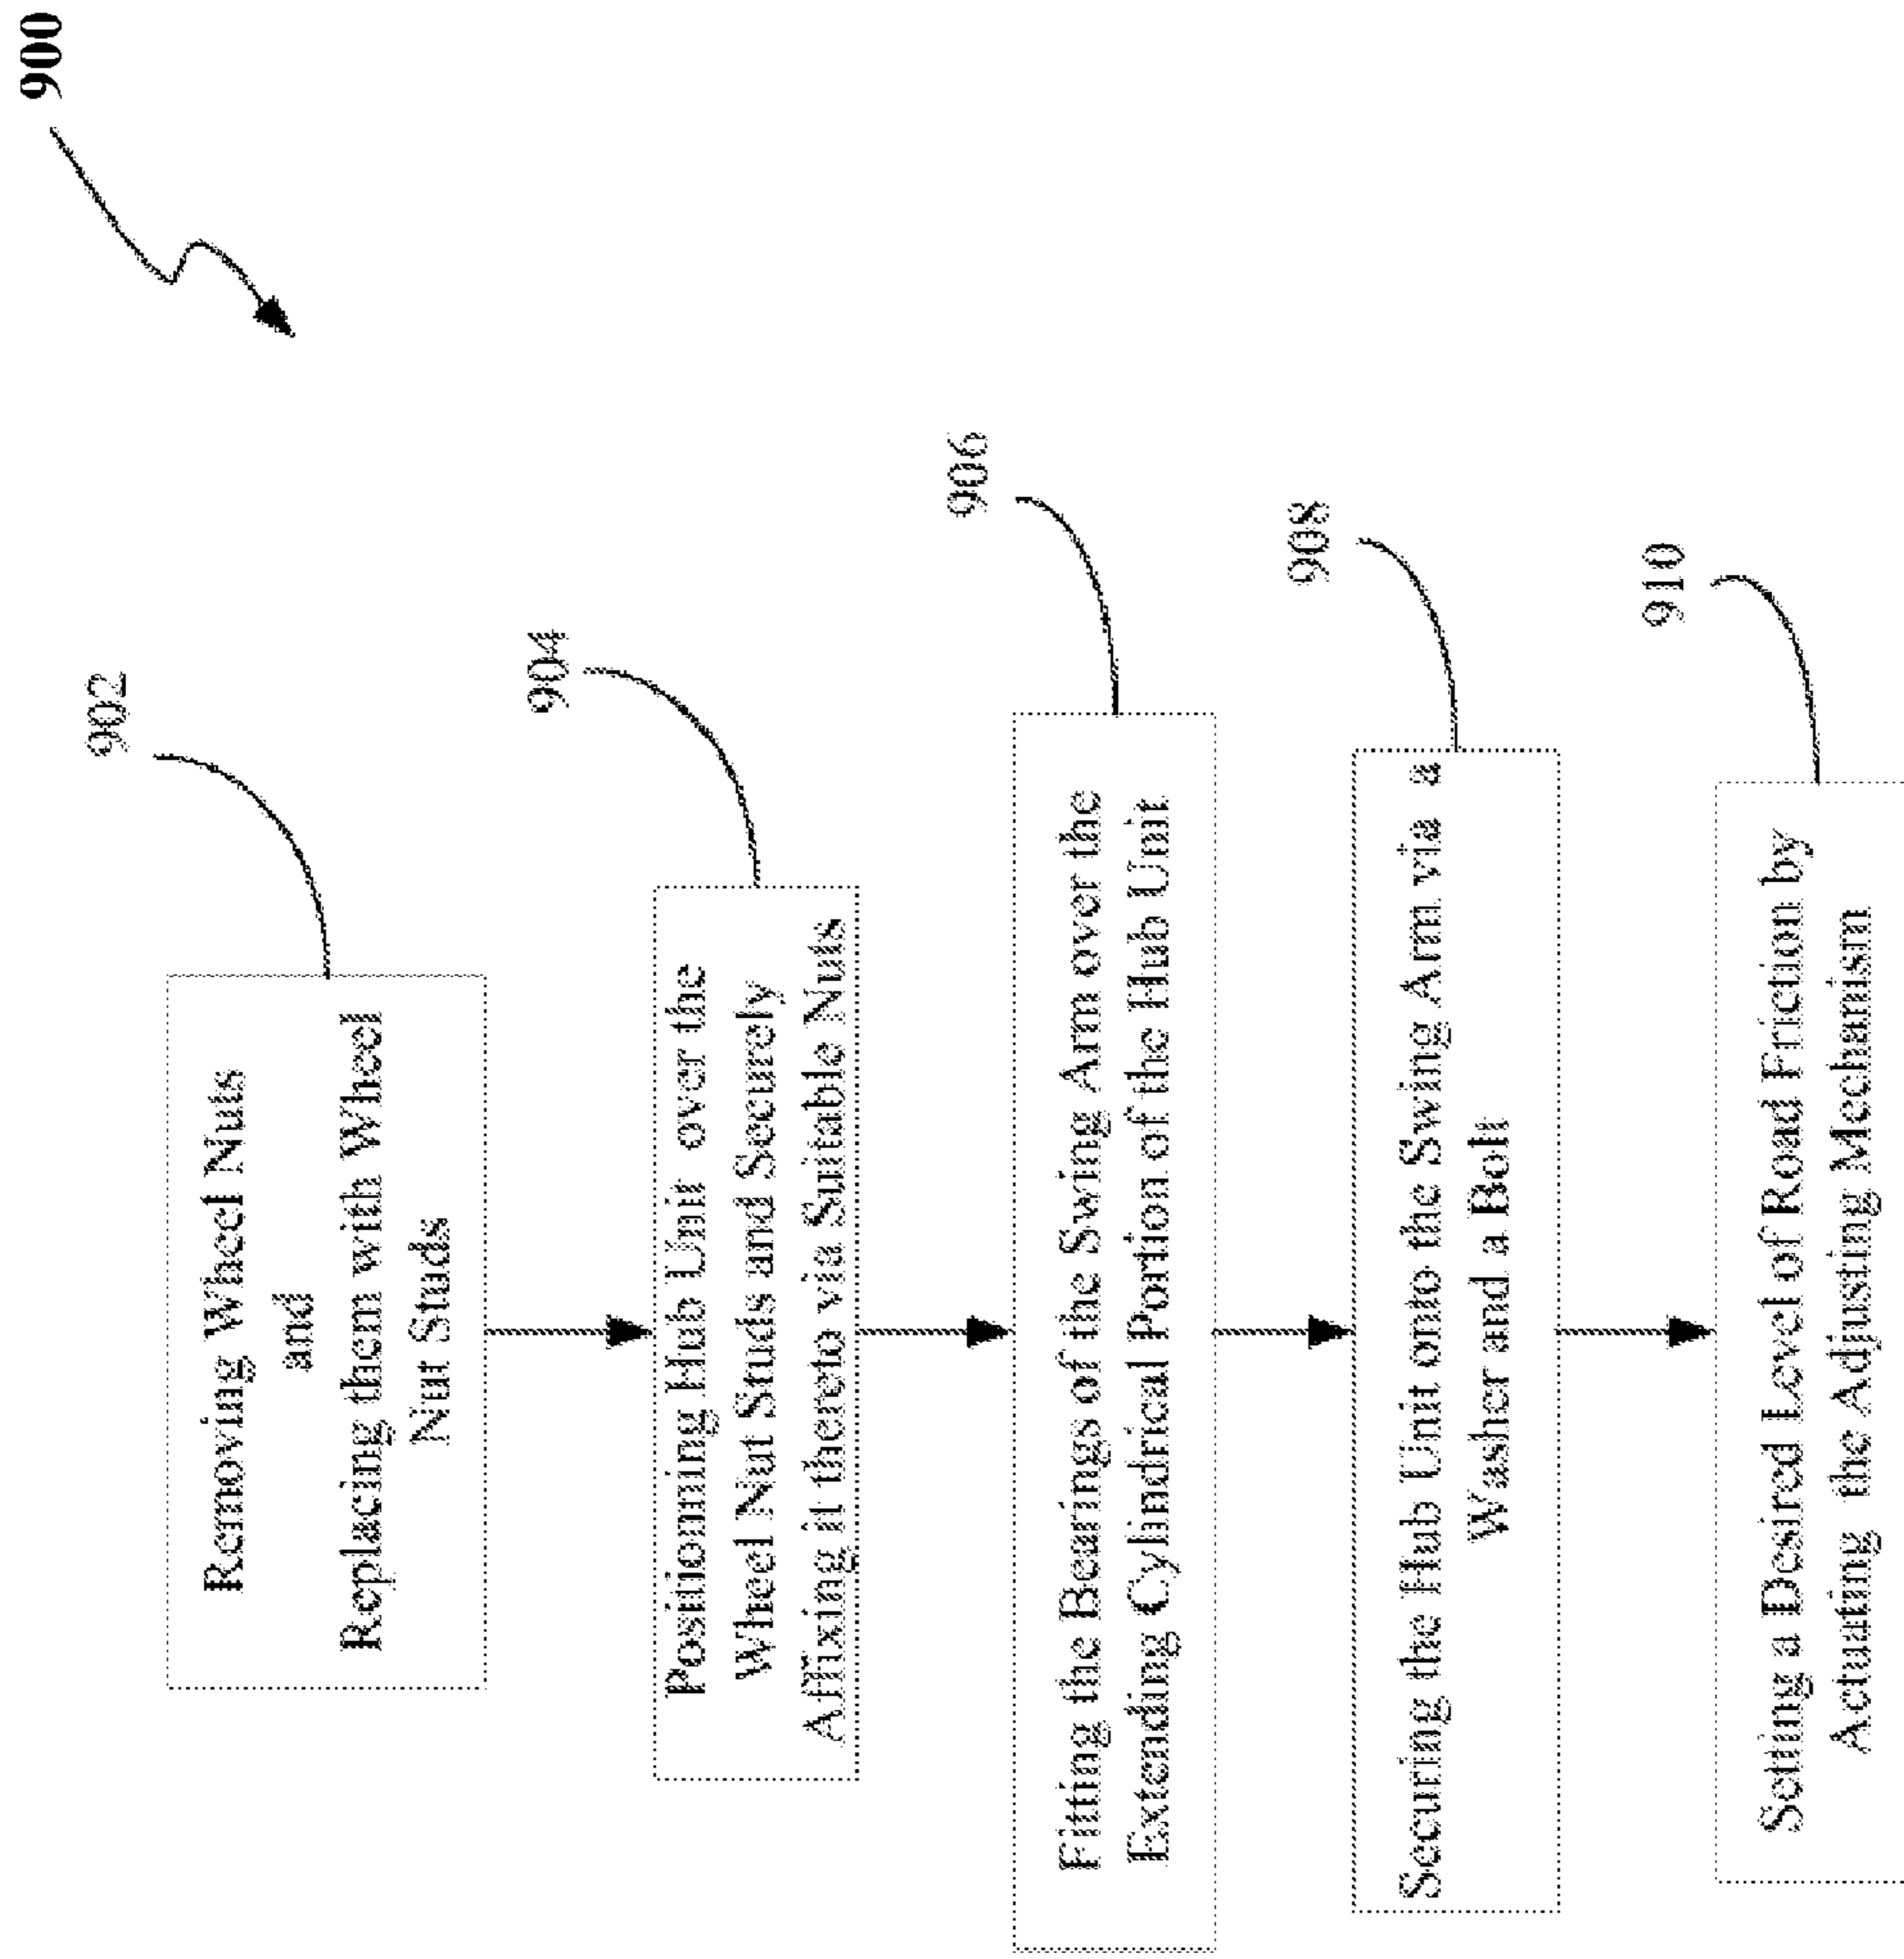 900
902
Removing Wheel Nuts
and
Replacing them with Wheel
Nut Studs
904
Positioning Hub Unit over the
Wheel Nut Studs and Securely
Affixing it thereto via Suitable Nuts
906
Fitting the Bearings of the Swing Arm over the
Extending Cylindrical Portion of the Hub Unit
908
Securing the Hub Unit onto the Swing Arm via a
Washer and a Bolt
910
Setting a Desired Level of Road Friction by
Actuating the Adjusting Mechanism